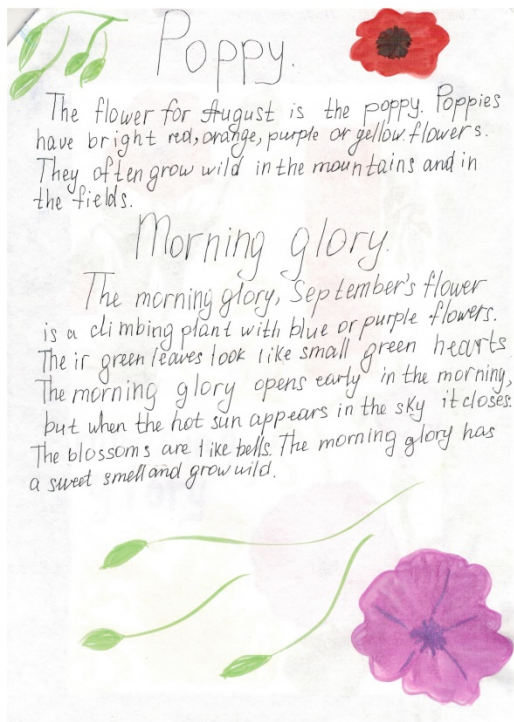 Poppy.
The flower for August is the poppy. Poppies
have bright red, orange, purple or yellow flowers.
They often grow wild in the mountains and in
the fields.
Morning glory.
The morning glory, September's flower
is a climbing plant with blue or purple flowers.
The ir green leaves look like small green hearts
The morning glory opens early in the morning,
but when the hot sun appears in the sky it closes.
The blossoms are like bells. The morning glory has
a sweet smell and grow wild.